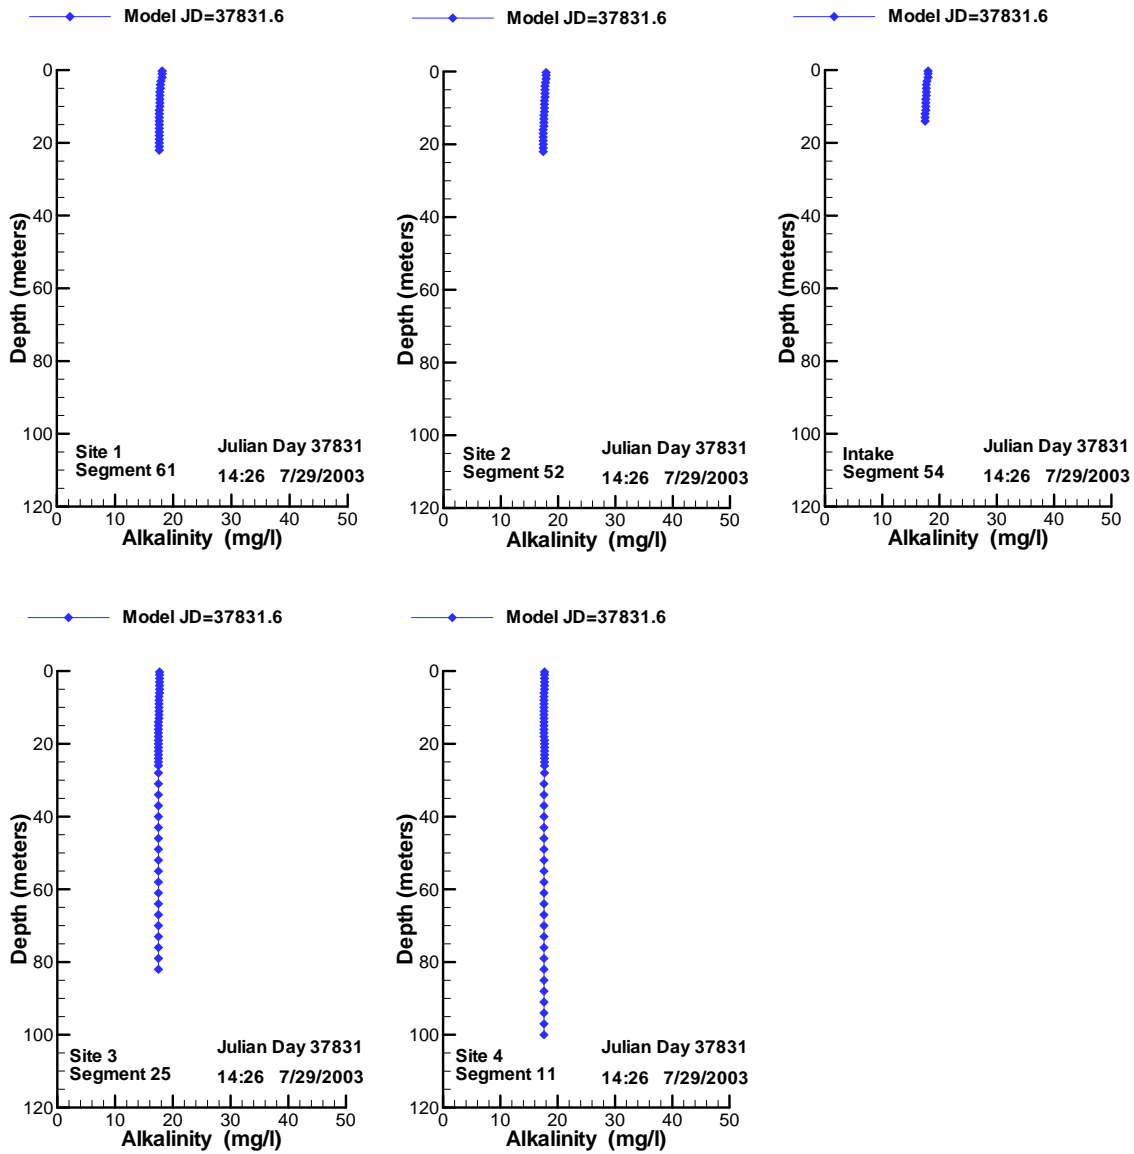 Model JD=37831.6
0
20
40
60
80
100
120
Depth (meters)
Site 1
Segment 61
Julian Day 37831
14:26 7/29/2003
0 10 20 30 40 50
Alkalinity (mg/l)
Model JD=37831.6
0
20
40
60
80
100
120
Depth (meters)
Site 2
Segment 52
Julian Day 37831
14:26 7/29/2003
0 10 20 30 40 50
Alkalinity (mg/l)
Model JD=37831.6
0
20
40
60
80
100
120
Depth (meters)
Intake
Segment 54
Julian Day 37831
14:26 7/29/2003
0 10 20 30 40 50
Alkalinity (mg/l)
Model JD=37831.6
0
20
40
60
80
100
120
Depth (meters)
Site 3
Segment 25
Julian Day 37831
14:26 7/29/2003
0 10 20 30 40 50
Alkalinity (mg/l)
Model JD=37831.6
0
20
40
60
80
100
120
Depth (meters)
Site 4
Segment 11
Julian Day 37831
14:26 7/29/2003
0 10 20 30 40 50
Alkalinity (mg/l)